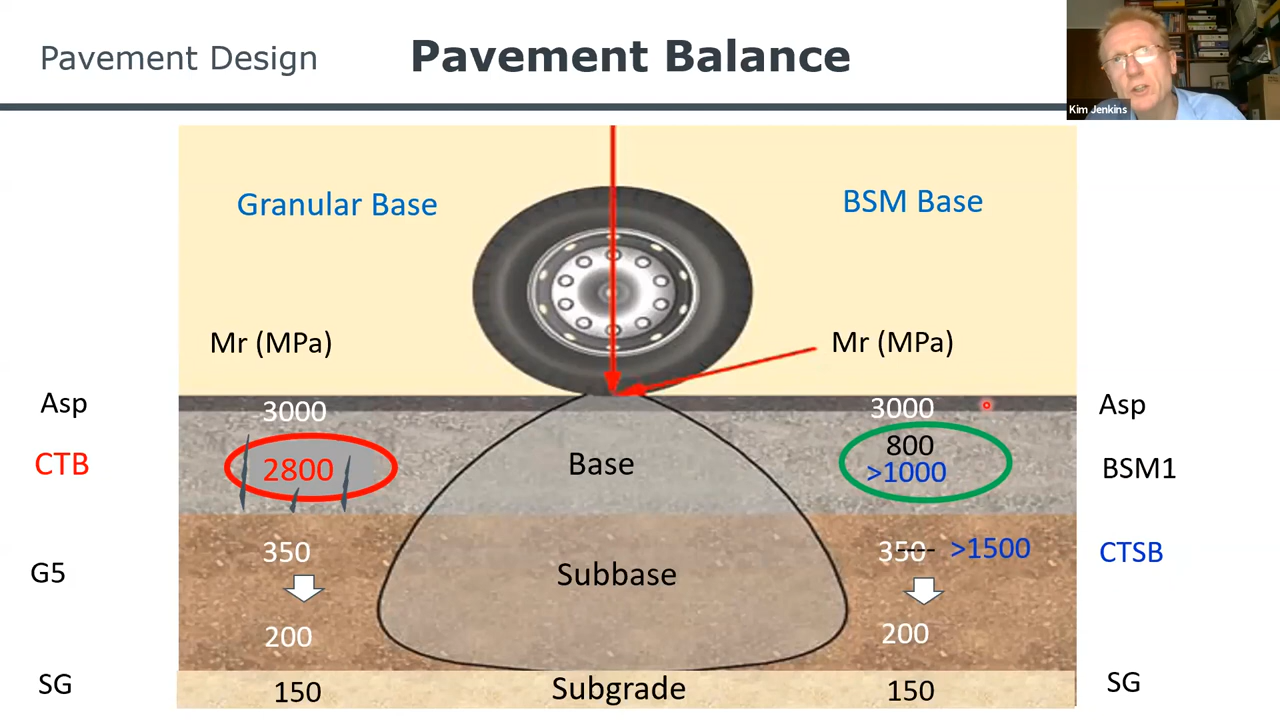 Pavement Design
Pavement Balance
Kim Jenkins
Granular Base
BSM Base
Mr (MPa)
Mr (MPa)
Asp
3000
3000
Asp
CTB
2800
Base
800
>1000
BSM1
G5
350
Subbase
350---- >1500
CTSB
200
200
SG
150
Subgrade
150
SG